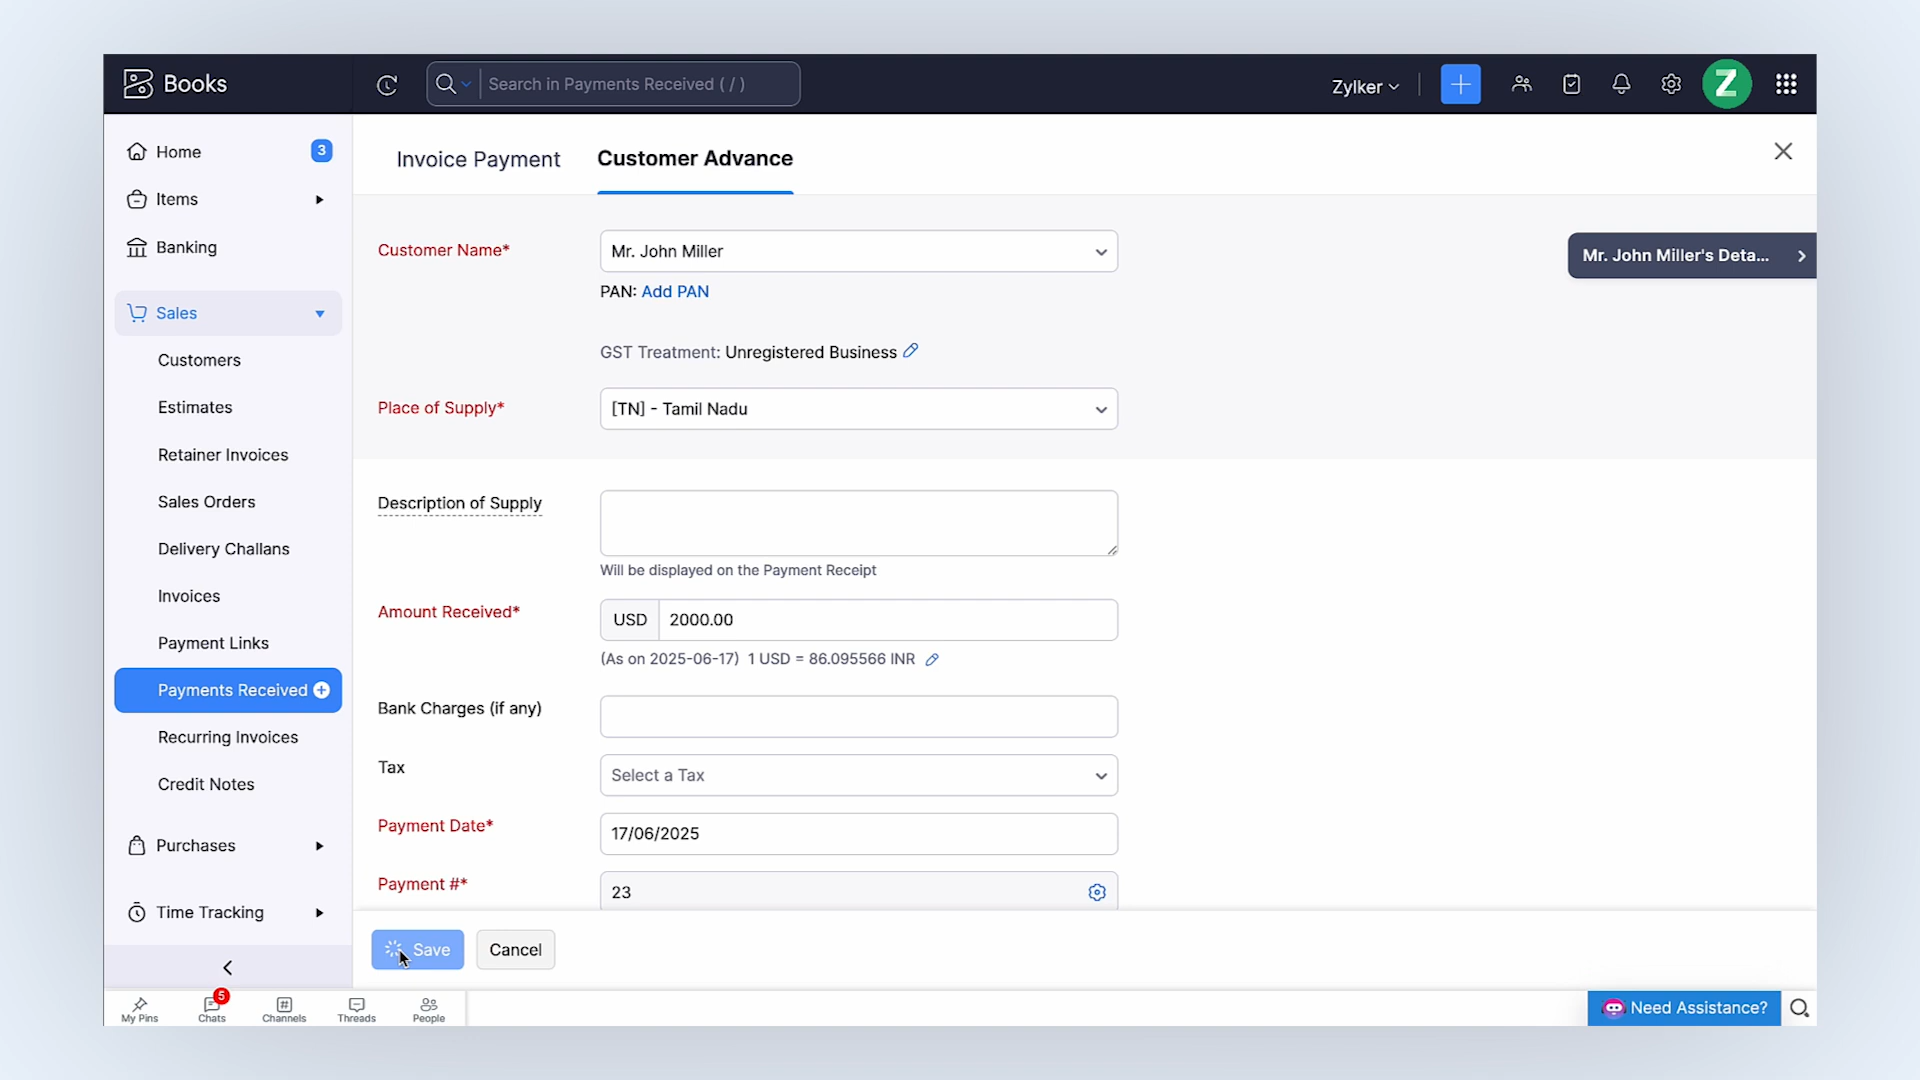 Books
Search in Payments Received ( / )
Zylker
Z
Home
3
Items
Banking
Sales
Customers
Estimates
Retainer Invoices
Sales Orders
Delivery Challans
Invoices
Payment Links
Payments Received
Recurring Invoices
Credit Notes
Purchases
Time Tracking
Invoice Payment
Customer Advance
Customer Name*
Mr. John Miller
Mr. John Miller's Deta...
PAN: Add PAN
GST Treatment: Unregistered Business
Place of Supply*
[TN] - Tamil Nadu
Description of Supply
Will be displayed on the Payment Receipt
Amount Received*
USD 2000.00
(As on 2025-06-17) 1 USD = 86.095566 INR
Bank Charges (if any)
Tax
Select a Tax
Payment Date*
17/06/2025
Payment #*
23
Save
Cancel
My Pins
5
Chats
Channels
Threads
People
Need Assistance?